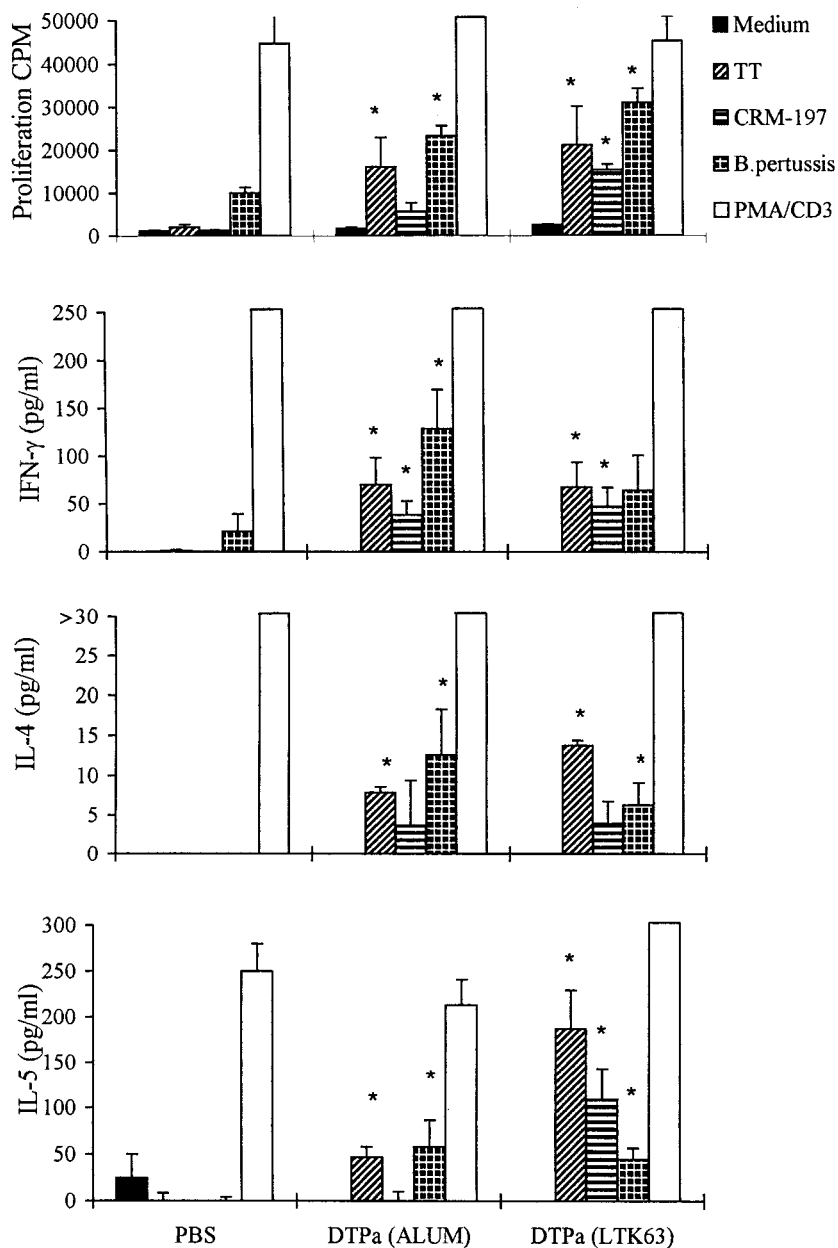 Proliferation CPM
50000
40000
30000
20000
10000
0
* * * * *
Medium
TT
CRM-197
B.pertussis
PMA/CD3
IFN-γ (pg/ml)
250
200
150
100
50
0
* * * * *
IL-4 (pg/ml)
>30
25
20
15
10
5
0
* * * *
IL-5 (pg/ml)
300
250
200
150
100
50
0
* * * * *
PBS
DTPa (ALUM)
DTPa (LTK63)